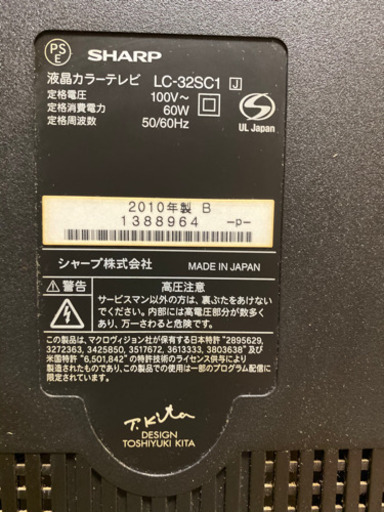 PS
E
SHARP
液晶カラーテレビ LC-32SC1 J
定格電圧 100V~
定格消費電力 60W
定格周波数 50/60Hz
S
UL Japan
2010年製 B
1388964 -p-
シャープ株式会社 MADE IN JAPAN
警告 高圧注意
サービスマン以外の方は、裏ぶたをあけない
でください。内部には高電圧部分が数多く
あり、万一さわると危険です。
この製品は、マクロヴィジョン社が保有する日本特許"2895629,
3272363, 3425850, 3517672, 3613333, 3803638"及び
米国特許"6,501,842"の特許技術のライセンス供与により
製造されたものであり、この製品での使用は一部のプログラム配信に
限定されています。
T.Kita
DESIGN
TOSHIYUKI KITA